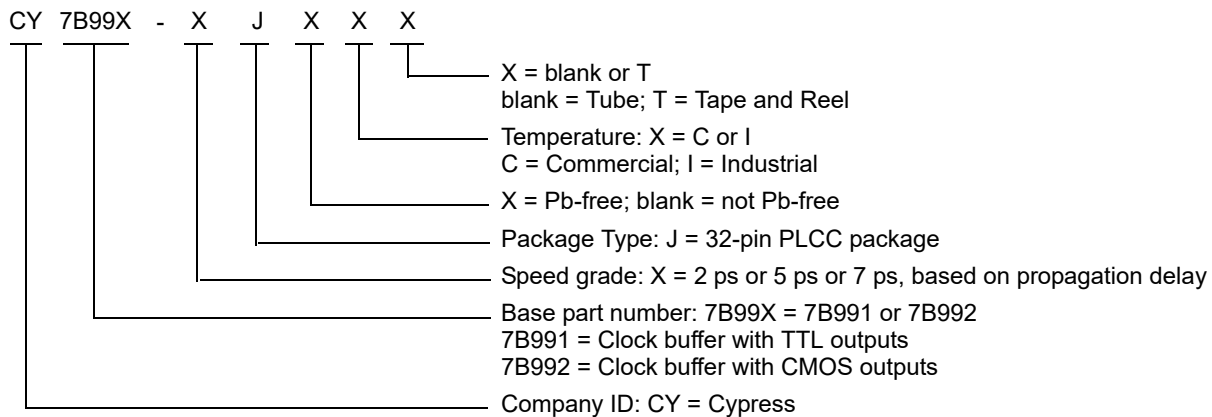 CY 7B99X - X J X X X
X = blank or T
blank = Tube; T = Tape and Reel
Temperature: X = C or I
C = Commercial; I = Industrial
X = Pb-free; blank = not Pb-free
Package Type: J = 32-pin PLCC package
Speed grade: X = 2 ps or 5 ps or 7 ps, based on propagation delay
Base part number: 7B99X = 7B991 or 7B992
7B991 = Clock buffer with TTL outputs
7B992 = Clock buffer with CMOS outputs
Company ID: CY = Cypress